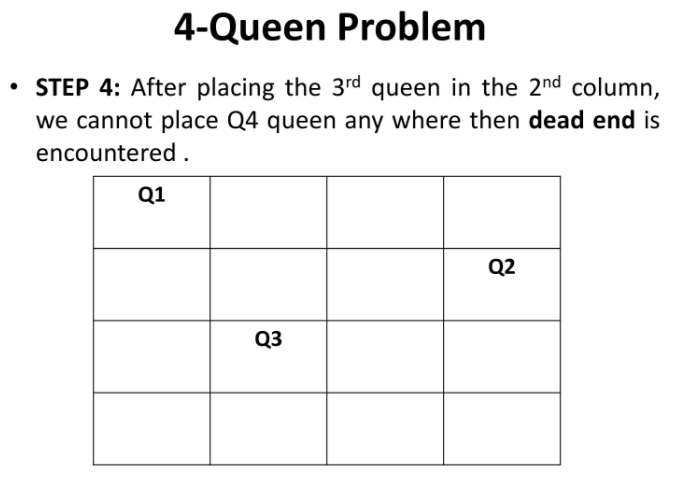 4-Queen Problem
• STEP 4: After placing the 3rd queen in the 2nd column,
we cannot place Q4 queen any where then dead end is
encountered .
Q1
Q2
Q3